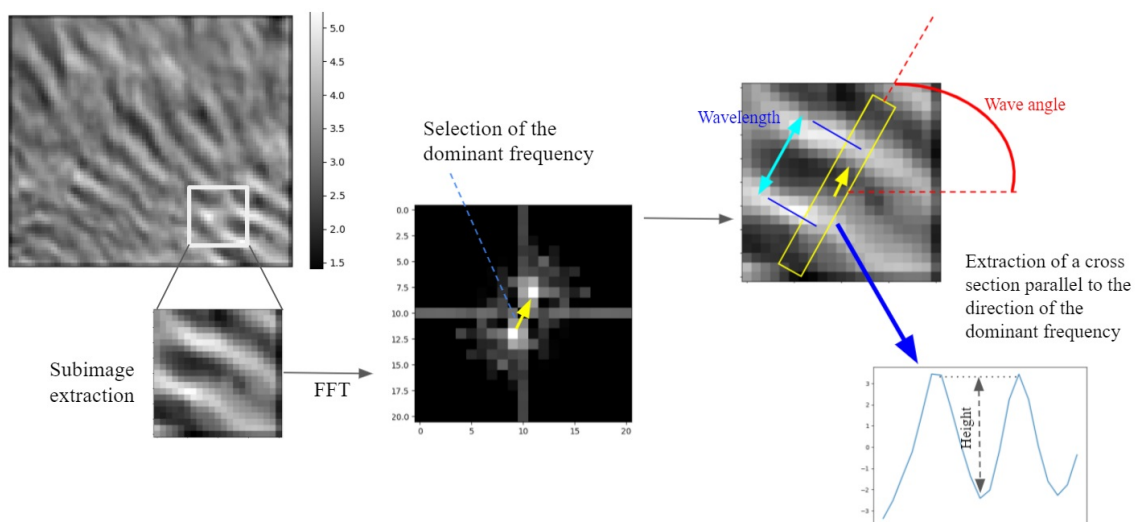 5.0
4.5
4.0
3.5
3.0
2.5
2.0
1.5
Subimage
extraction
FFT
Selection of the
dominant frequency
0.0
2.5
5.0
7.5
10.0
12.5
15.0
17.5
20.0
0
5
10
15
20
Wavelength
Wave angle
Extraction of a cross
section parallel to the
direction of the
dominant frequency
3
2
1
0
−1
−2
−3
Height